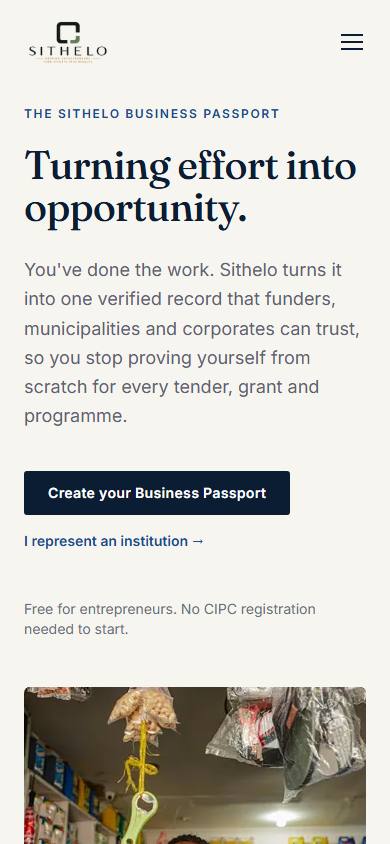 SITHELO
THE SITHELO BUSINESS PASSPORT
Turning effort into
opportunity.
You've done the work. Sithelo turns it
into one verified record that funders,
municipalities and corporates can trust,
so you stop proving yourself from
scratch for every tender, grant and
programme.
Create your Business Passport
I represent an institution →
Free for entrepreneurs. No CIPC registration
needed to start.